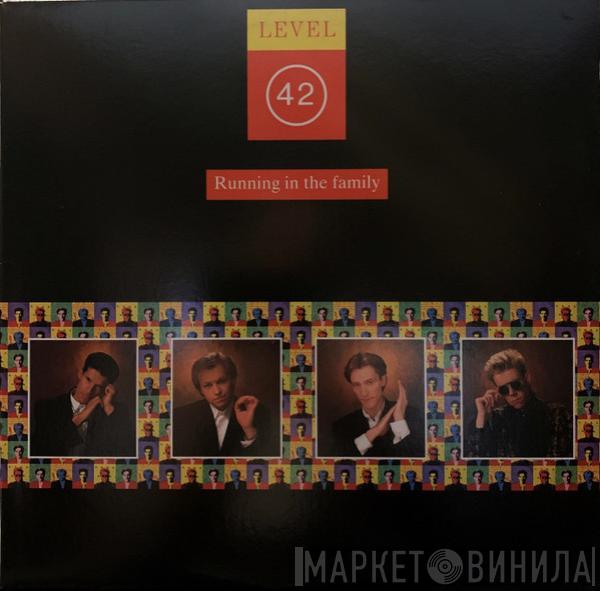 LEVEL
42
Running in the family
МАРКЕТ ВИНИЛА